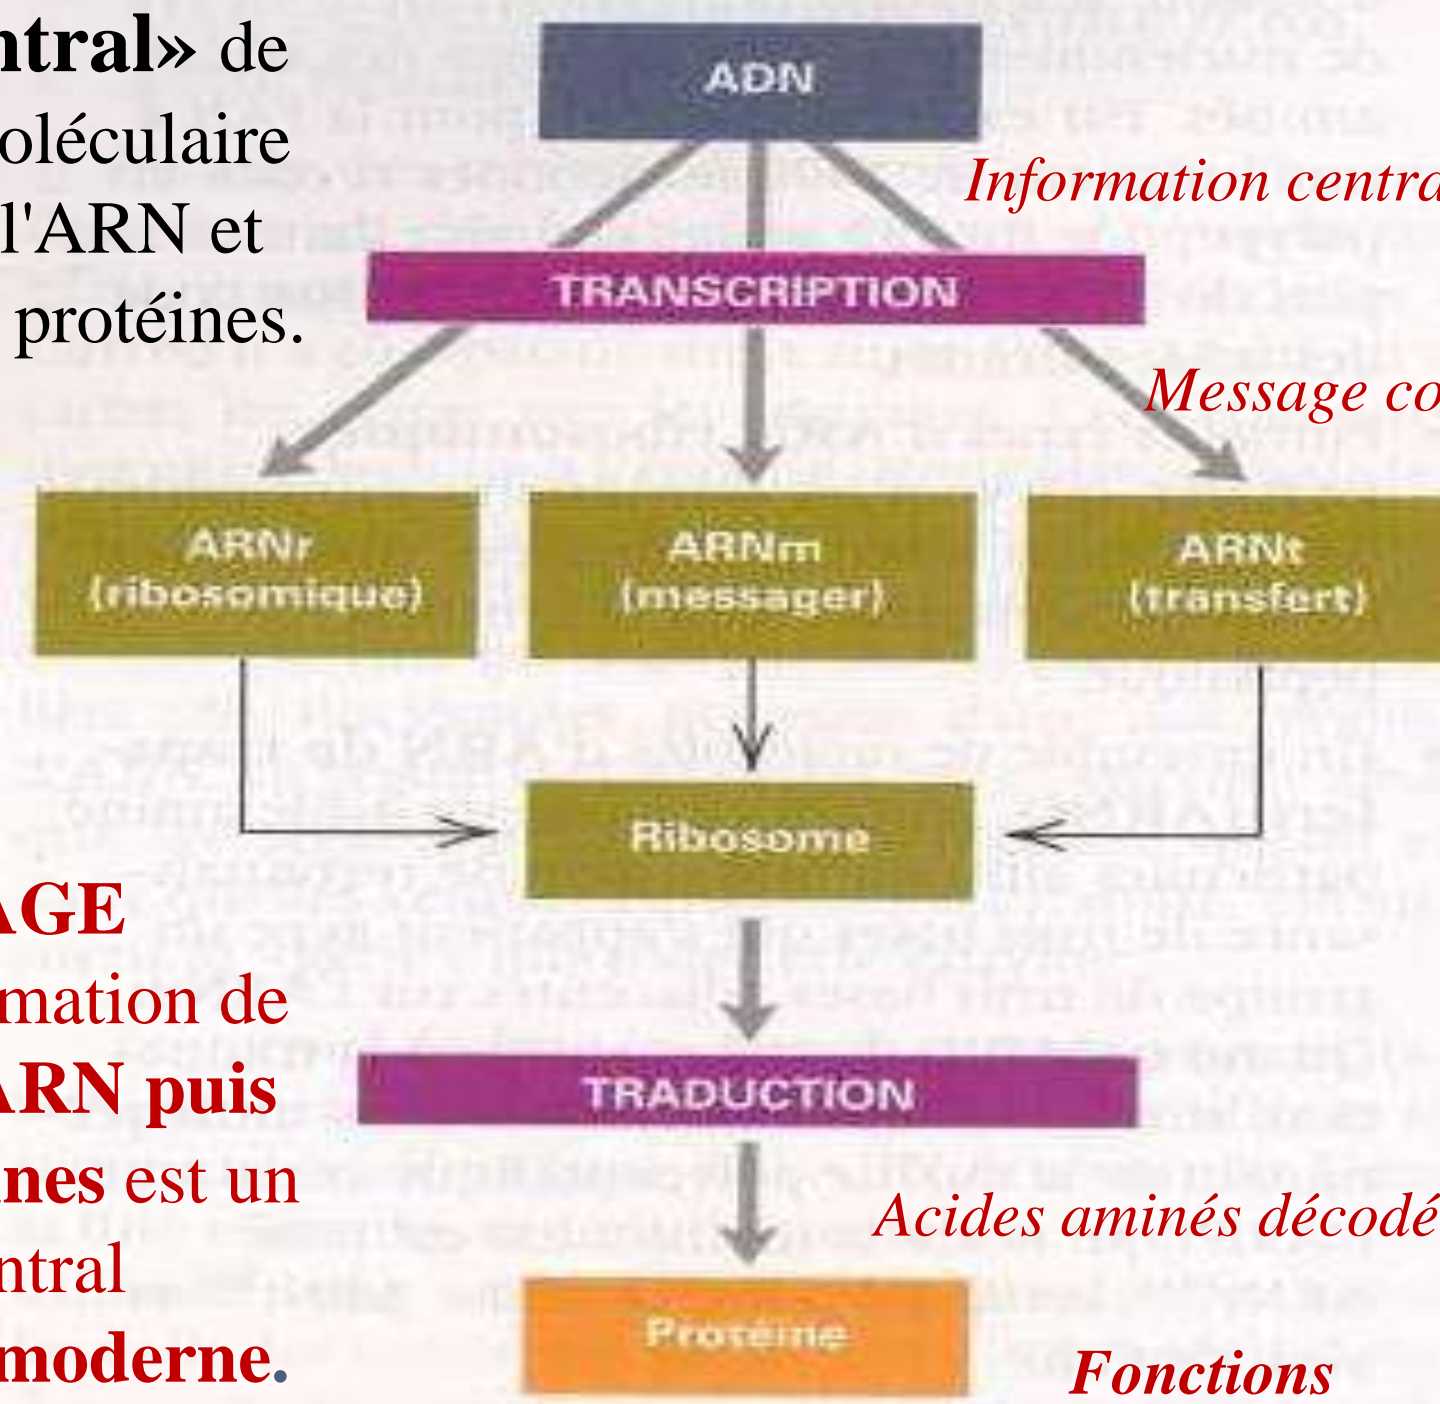 ntral» de
oléculaire
l'ARN et
protéines.
ADN
Information centra
TRANSCRIPTION
Message co
ARNr
(ribosomique)
ARNm
(messager)
ARNt
(transfert)
Ribosome
AGE
mation de
ARN puis
ines est un
ntral
moderne.
TRADUCTION
Acides aminés décodé
Protéine
Fonctions